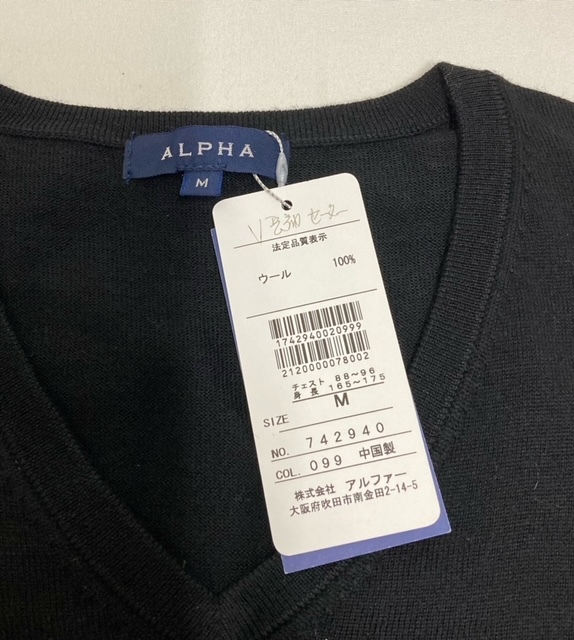 ALPHA
M
V長袖セーター
法定品質表示
ウール 100%
1742940020999
2120000078002
チェスト 88～96
身長 165～175
SIZE M
NO. 742940
COL. 099 中国製
株式会社 アルファー
大阪府吹田市南金田2-14-5